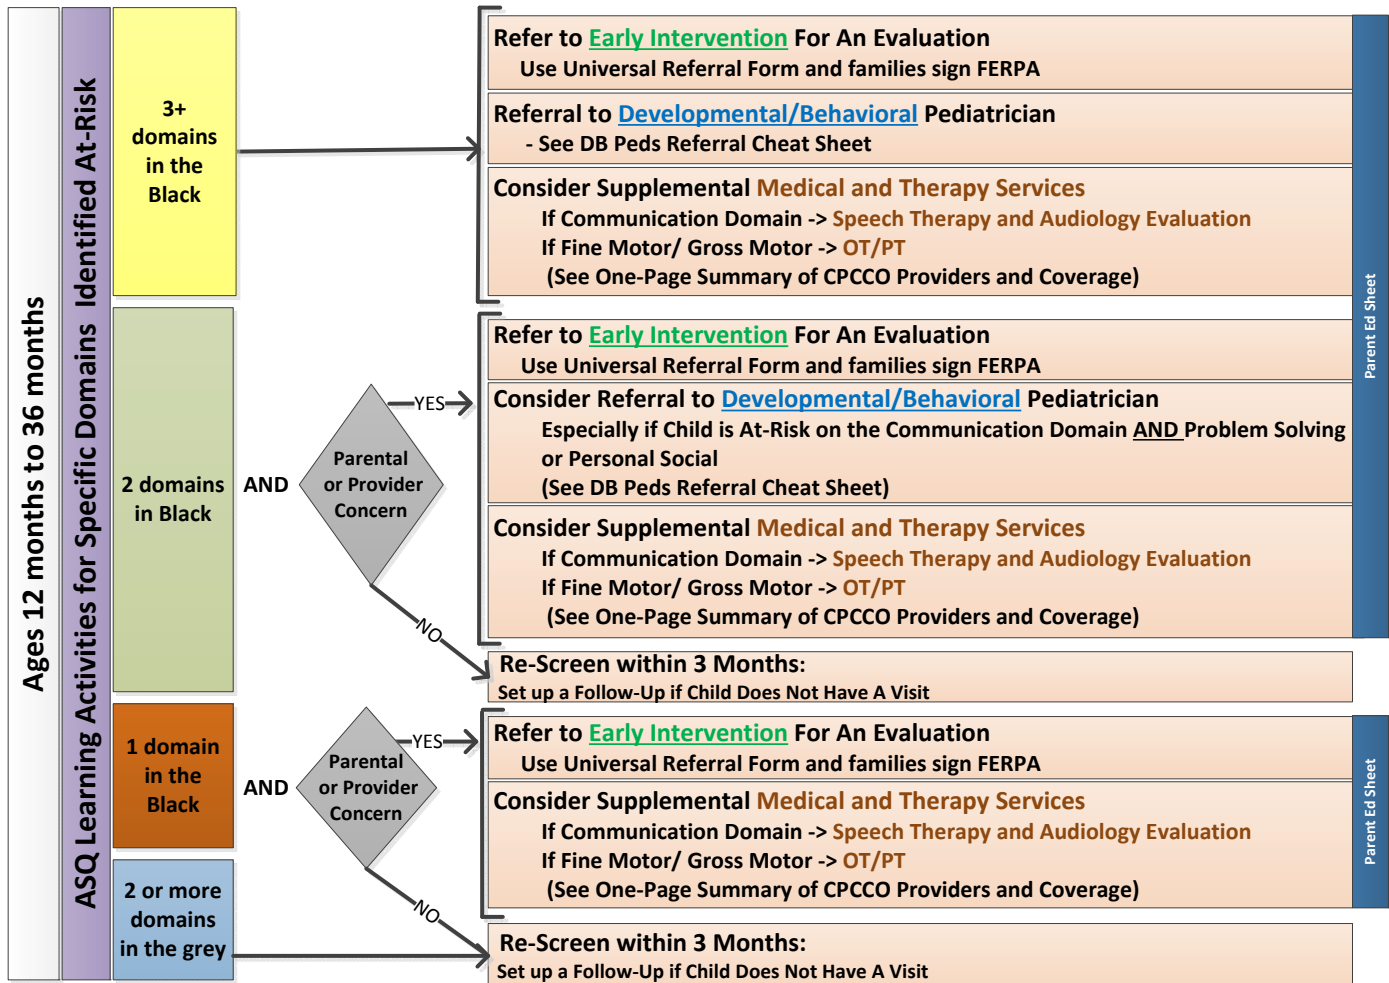 Ages 12 months to 36 months
ASQ Learning Activities for Specific Domains Identified At-Risk
3+
domains
in the
Black
Refer to Early Intervention For An Evaluation
Use Universal Referral Form and families sign FERPA
Referral to Developmental/Behavioral Pediatrician
- See DB Peds Referral Cheat Sheet
Consider Supplemental Medical and Therapy Services
If Communication Domain -> Speech Therapy and Audiology Evaluation
If Fine Motor/ Gross Motor -> OT/PT
(See One-Page Summary of CPCCO Providers and Coverage)
Parent Ed Sheet
2 domains
in Black
AND
Parental
or Provider
Concern
YES
NO
Refer to Early Intervention For An Evaluation
Use Universal Referral Form and families sign FERPA
Consider Referral to Developmental/Behavioral Pediatrician
Especially if Child is At-Risk on the Communication Domain AND Problem Solving
or Personal Social
(See DB Peds Referral Cheat Sheet)
Consider Supplemental Medical and Therapy Services
If Communication Domain -> Speech Therapy and Audiology Evaluation
If Fine Motor/ Gross Motor -> OT/PT
(See One-Page Summary of CPCCO Providers and Coverage)
Re-Screen within 3 Months:
Set up a Follow-Up if Child Does Not Have A Visit
1 domain
in the
Black
AND
Parental
or Provider
Concern
YES
NO
Refer to Early Intervention For An Evaluation
Use Universal Referral Form and families sign FERPA
Consider Supplemental Medical and Therapy Services
If Communication Domain -> Speech Therapy and Audiology Evaluation
If Fine Motor/ Gross Motor -> OT/PT
(See One-Page Summary of CPCCO Providers and Coverage)
Parent Ed Sheet
2 or more
domains
in the grey
Re-Screen within 3 Months:
Set up a Follow-Up if Child Does Not Have A Visit